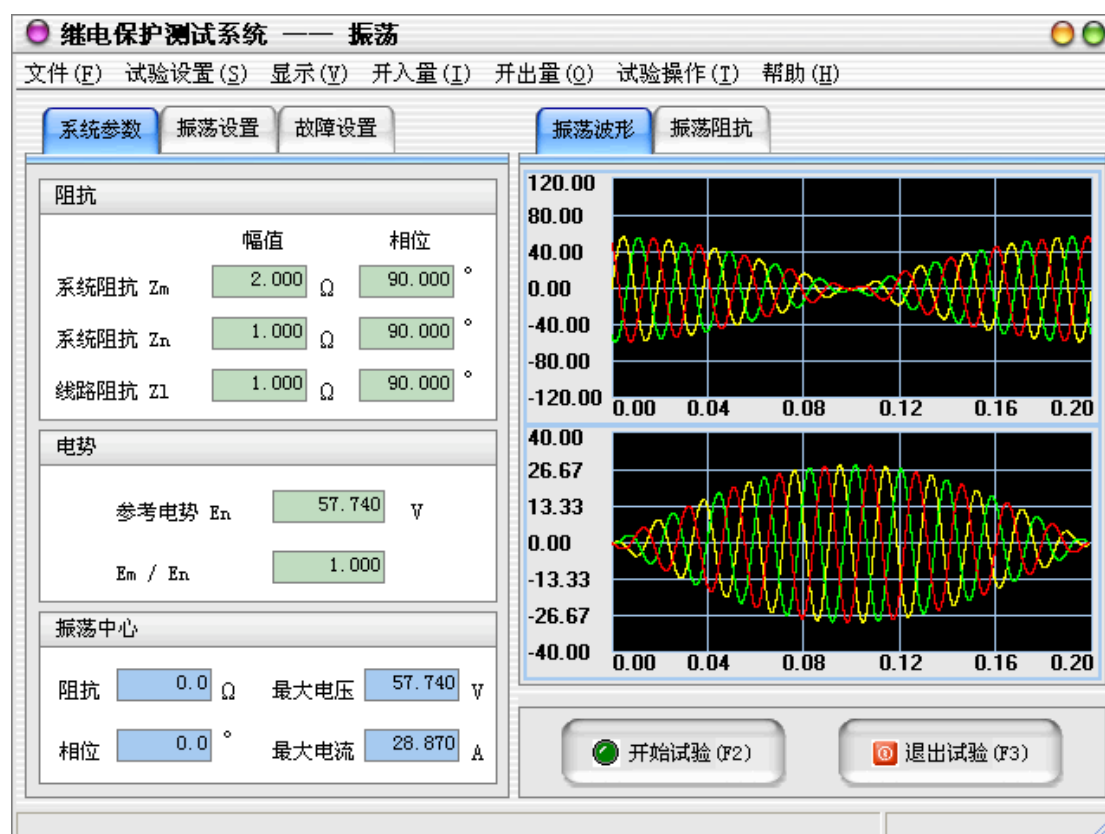 继电保护测试系统 —— 振荡
文件(F) 试验设置(S) 显示(V) 开入量(I) 开出量(O) 试验操作(T) 帮助(H)
系统参数 振荡设置 故障设置
阻抗
幅值 相位
系统阻抗 Zm 2.000 Ω 90.000 °
系统阻抗 Zn 1.000 Ω 90.000 °
线路阻抗 Zl 1.000 Ω 90.000 °
电势
参考电势 En 57.740 V
Em / En 1.000
振荡中心
阻抗 0.0 Ω 最大电压 57.740 V
相位 0.0 ° 最大电流 28.870 A
振荡波形 振荡阻抗
120.00
80.00
40.00
0.00
-40.00
-80.00
-120.00
0.00 0.04 0.08 0.12 0.16 0.20
40.00
26.67
13.33
0.00
-13.33
-26.67
-40.00
0.00 0.04 0.08 0.12 0.16 0.20
开始试验(F2) 退出试验(F3)